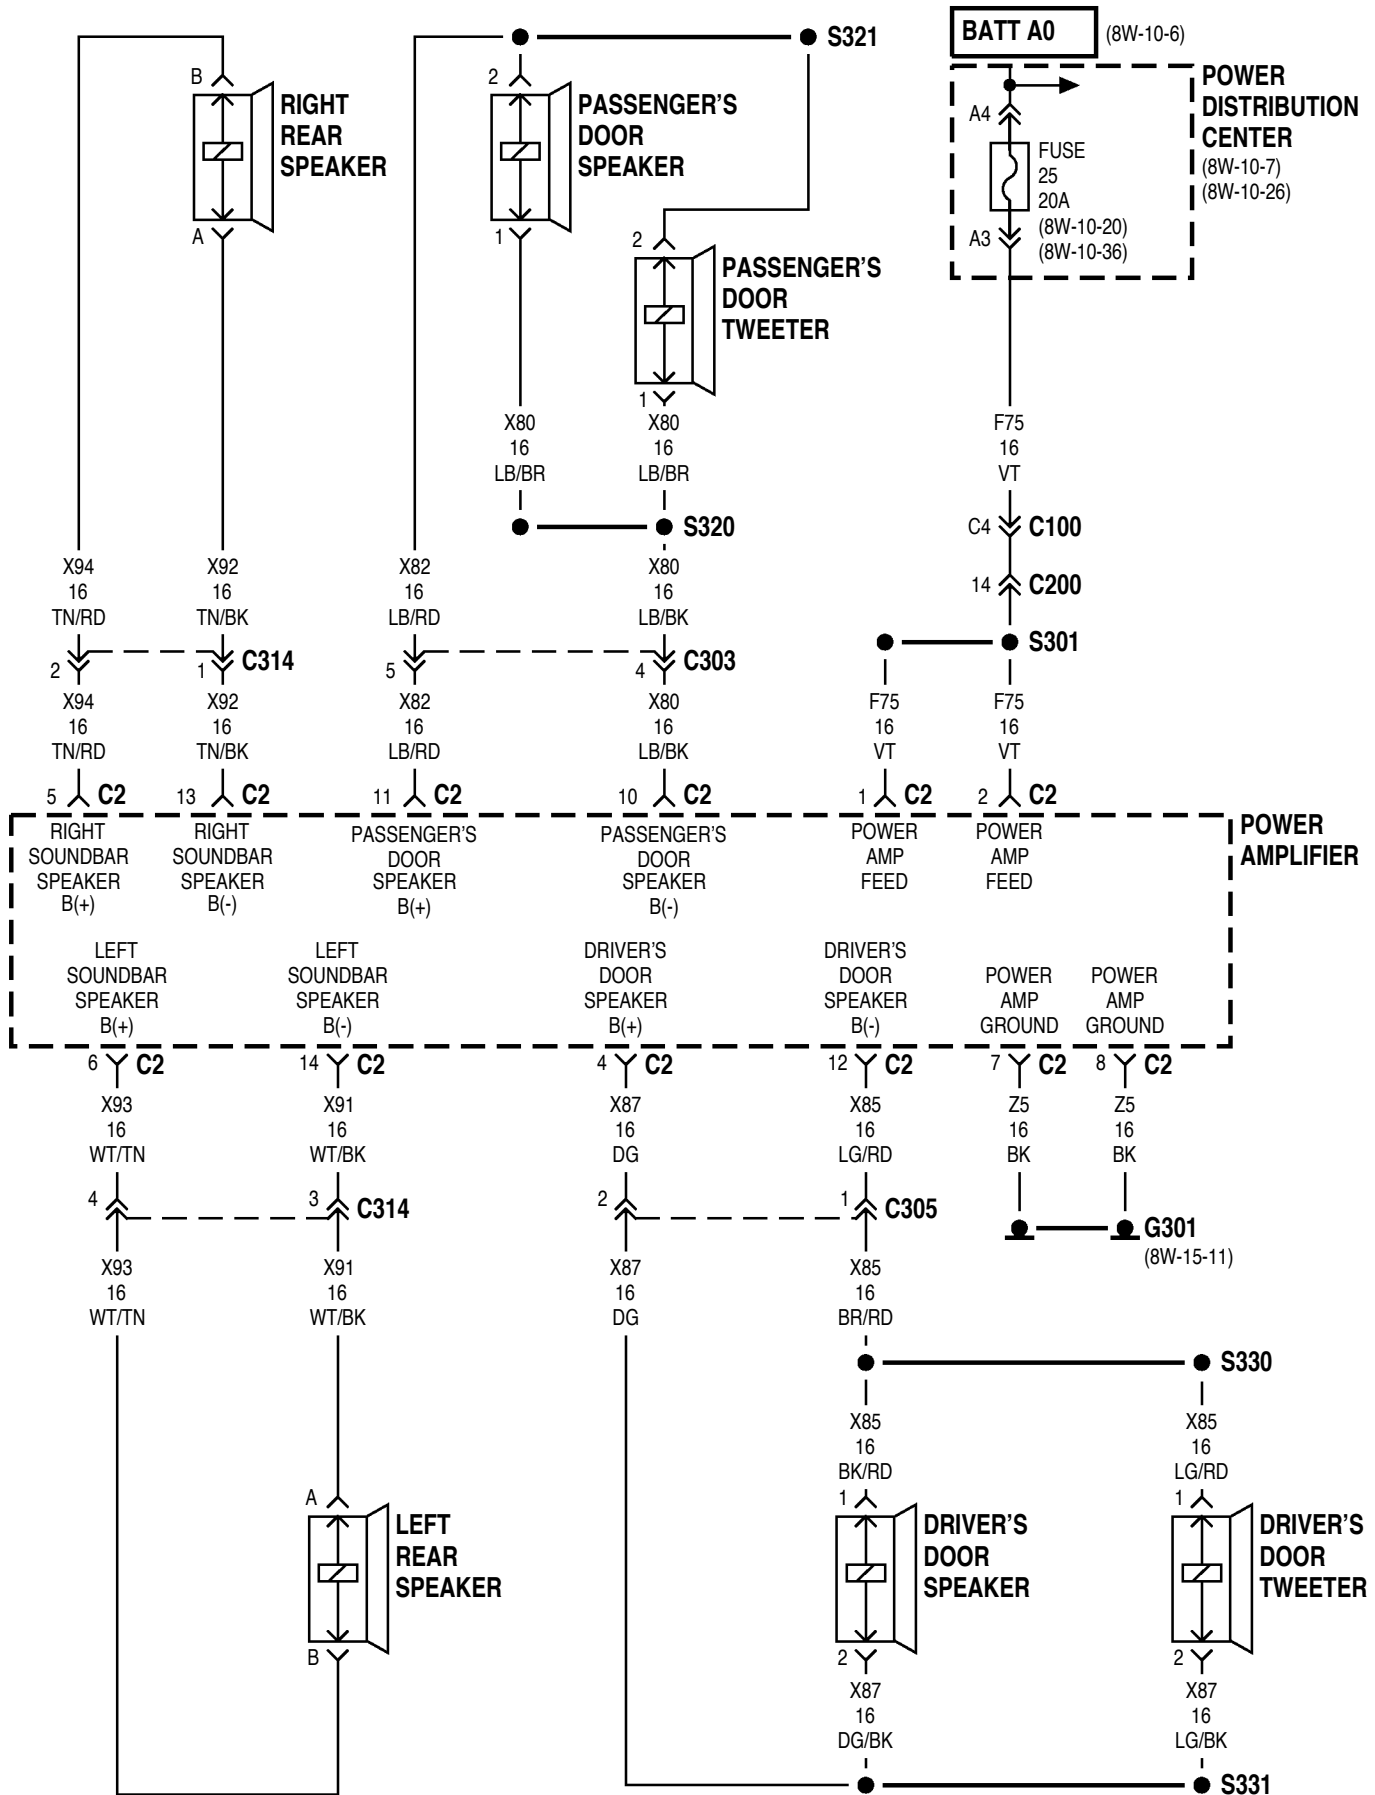 BATT A0 (8W-10-6)
S321
B
2
RIGHT
REAR
SPEAKER
PASSENGER'S
DOOR
SPEAKER
A4
FUSE
25
20A
(8W-10-20)
(8W-10-36)
A3
POWER
DISTRIBUTION
CENTER
(8W-10-7)
(8W-10-26)
A
1
2
PASSENGER'S
DOOR
TWEETER
1
X80
16
LB/BR
X80
16
LB/BR
F75
16
VT
S320
C4 C100
14 C200
X94
16
TN/RD
X92
16
TN/BK
X82
16
LB/RD
X80
16
LB/BK
S301
2
1 C314
5
4 C303
X94
16
TN/RD
X92
16
TN/BK
X82
16
LB/RD
X80
16
LB/BK
F75
16
VT
F75
16
VT
5 C2
13 C2
11 C2
10 C2
1 C2
2 C2
POWER
AMPLIFIER
RIGHT
SOUNDBAR
SPEAKER
B(+)
RIGHT
SOUNDBAR
SPEAKER
B(-)
PASSENGER'S
DOOR
SPEAKER
B(+)
PASSENGER'S
DOOR
SPEAKER
B(-)
POWER
AMP
FEED
POWER
AMP
FEED
LEFT
SOUNDBAR
SPEAKER
B(+)
LEFT
SOUNDBAR
SPEAKER
B(-)
DRIVER'S
DOOR
SPEAKER
B(+)
DRIVER'S
DOOR
SPEAKER
B(-)
POWER
AMP
GROUND
POWER
AMP
GROUND
6 C2
14 C2
4 C2
12 C2
7 C2
8 C2
X93
16
WT/TN
X91
16
WT/BK
X87
16
DG
X85
16
LG/RD
Z5
16
BK
Z5
16
BK
4
3 C314
2
1 C305
G301
(8W-15-11)
X93
16
WT/TN
X91
16
WT/BK
X87
16
DG
X85
16
BR/RD
S330
X85
16
BK/RD
X85
16
LG/RD
A
LEFT
REAR
SPEAKER
B
1
DRIVER'S
DOOR
SPEAKER
2
1
DRIVER'S
DOOR
TWEETER
2
X87
16
DG/BK
X87
16
LG/BK
S331